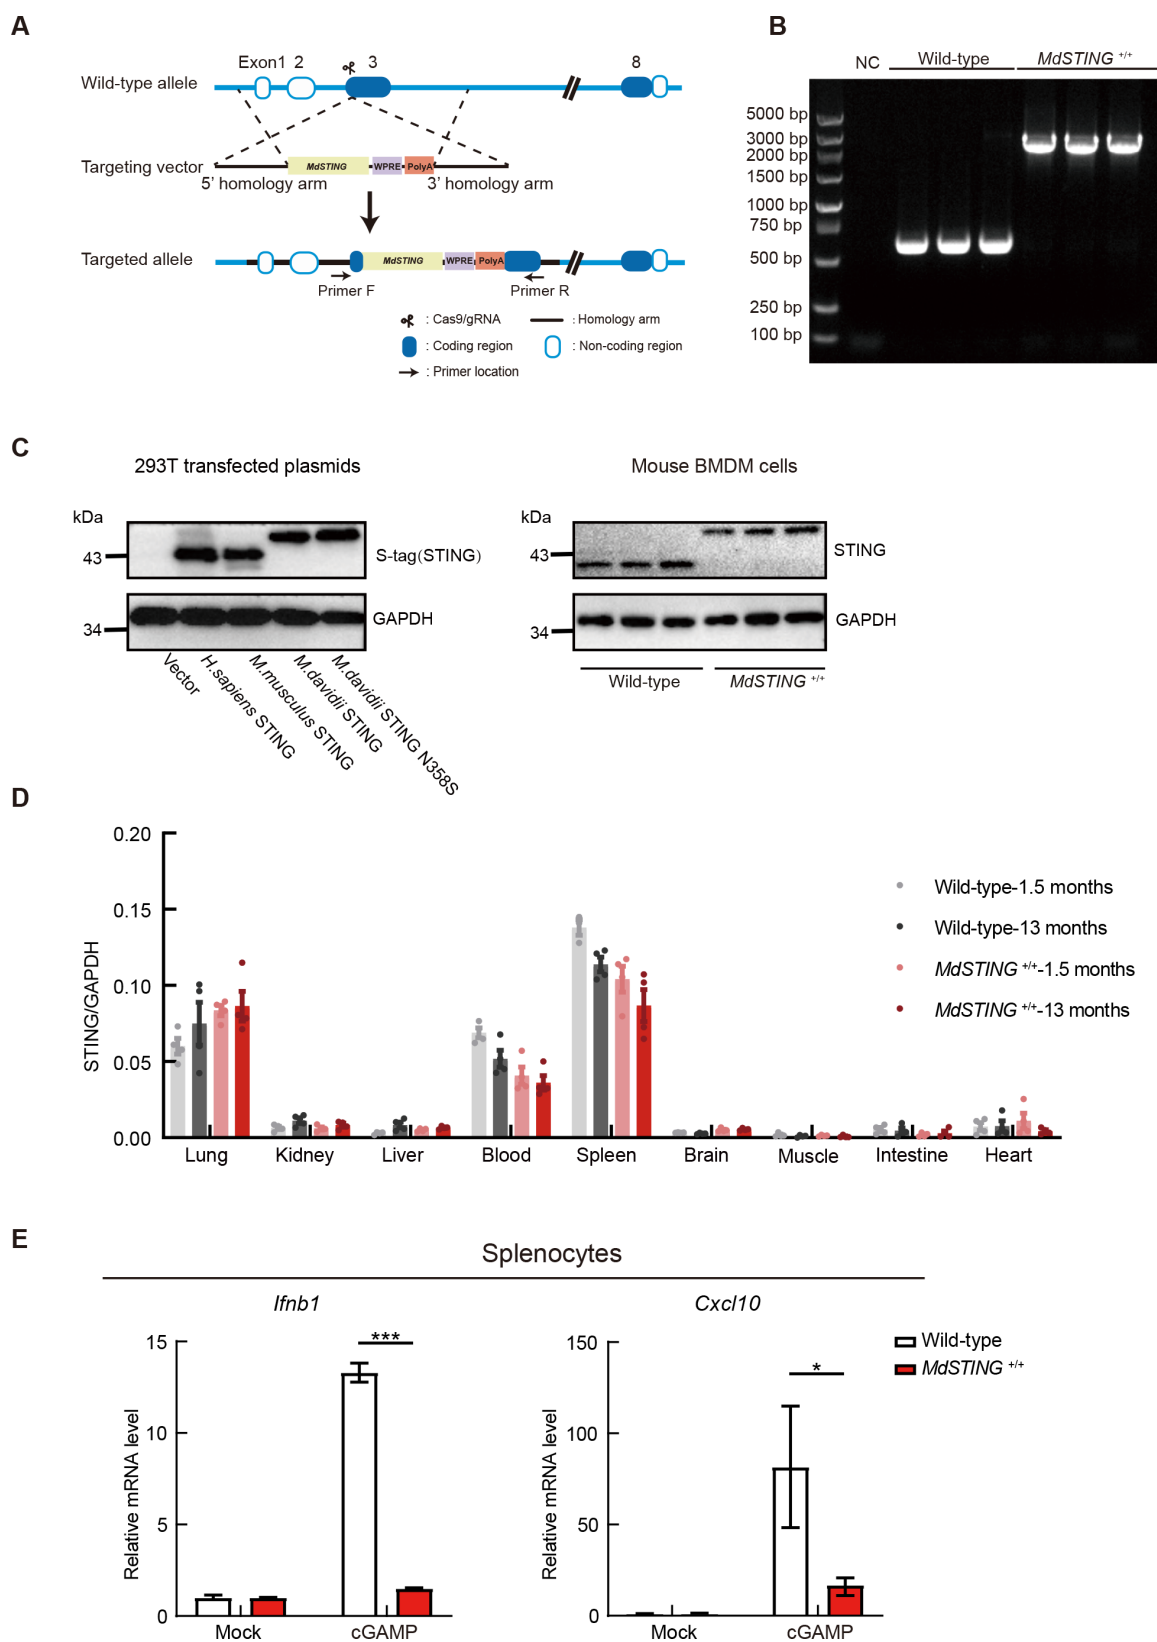 A
Exon1 2 3 8
Wild-type allele
Targeting vector
MdSTING WPRE PolyA
5' homology arm 3' homology arm
Targeted allele
MdSTING WPRE PolyA
Primer F Primer R
: Cas9/gRNA : Homology arm
: Coding region : Non-coding region
: Primer location
B
NC Wild-type MdSTING +/+
5000 bp
3000 bp
2000 bp
1500 bp
1000 bp
750 bp
500 bp
250 bp
100 bp
C
293T transfected plasmids
kDa
43
S-tag(STING)
34
GAPDH
Vector
H.sapiens STING
M.musculus STING
M.davidii STING
M.davidii STING N358S
Mouse BMDM cells
kDa
43
STING
34
GAPDH
Wild-type MdSTING +/+
D
STING/GAPDH
0.20
0.15
0.10
0.05
0.00
Lung Kidney Liver Blood Spleen Brain Muscle Intestine Heart
Wild-type-1.5 months
Wild-type-13 months
MdSTING +/+-1.5 months
MdSTING +/+-13 months
E
Splenocytes
Ifnb1
Relative mRNA level
15
10
5
0
***
Mock cGAMP
Cxcl10
Relative mRNA level
150
100
50
0
*
Mock cGAMP
Wild-type
MdSTING +/+